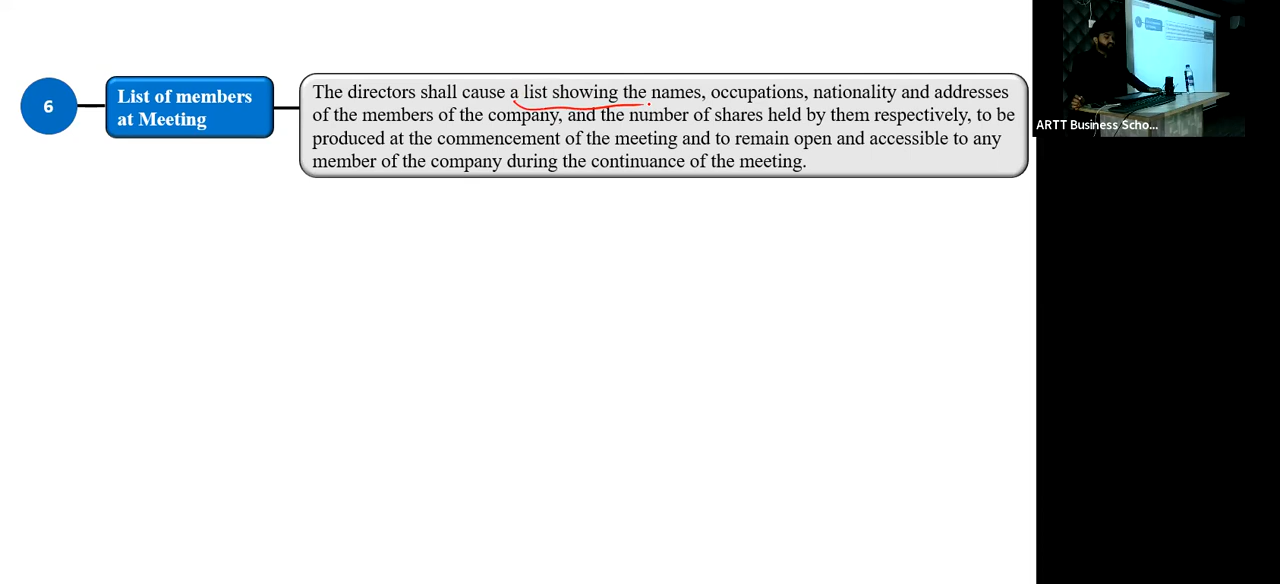 6
List of members
at Meeting
The directors shall cause a list showing the names, occupations, nationality and addresses
of the members of the company, and the number of shares held by them respectively, to be
produced at the commencement of the meeting and to remain open and accessible to any
member of the company during the continuance of the meeting.
ARTT Business Scho...